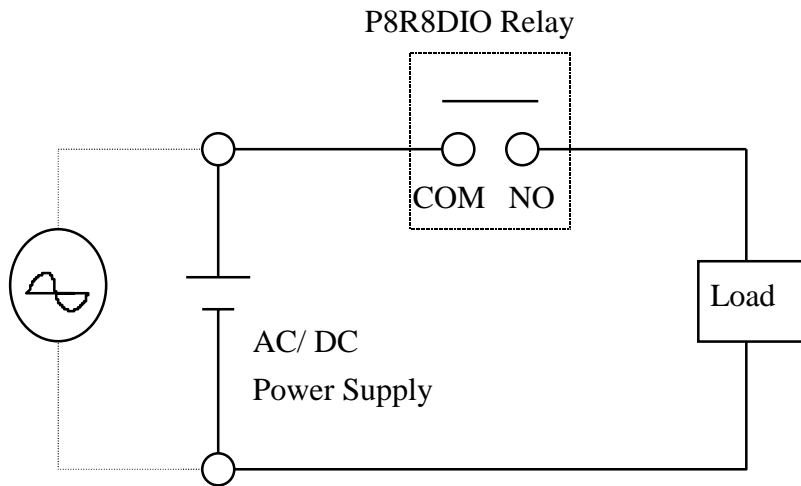 P8R8DIO Relay
COM NO
Load
AC/ DC
Power Supply